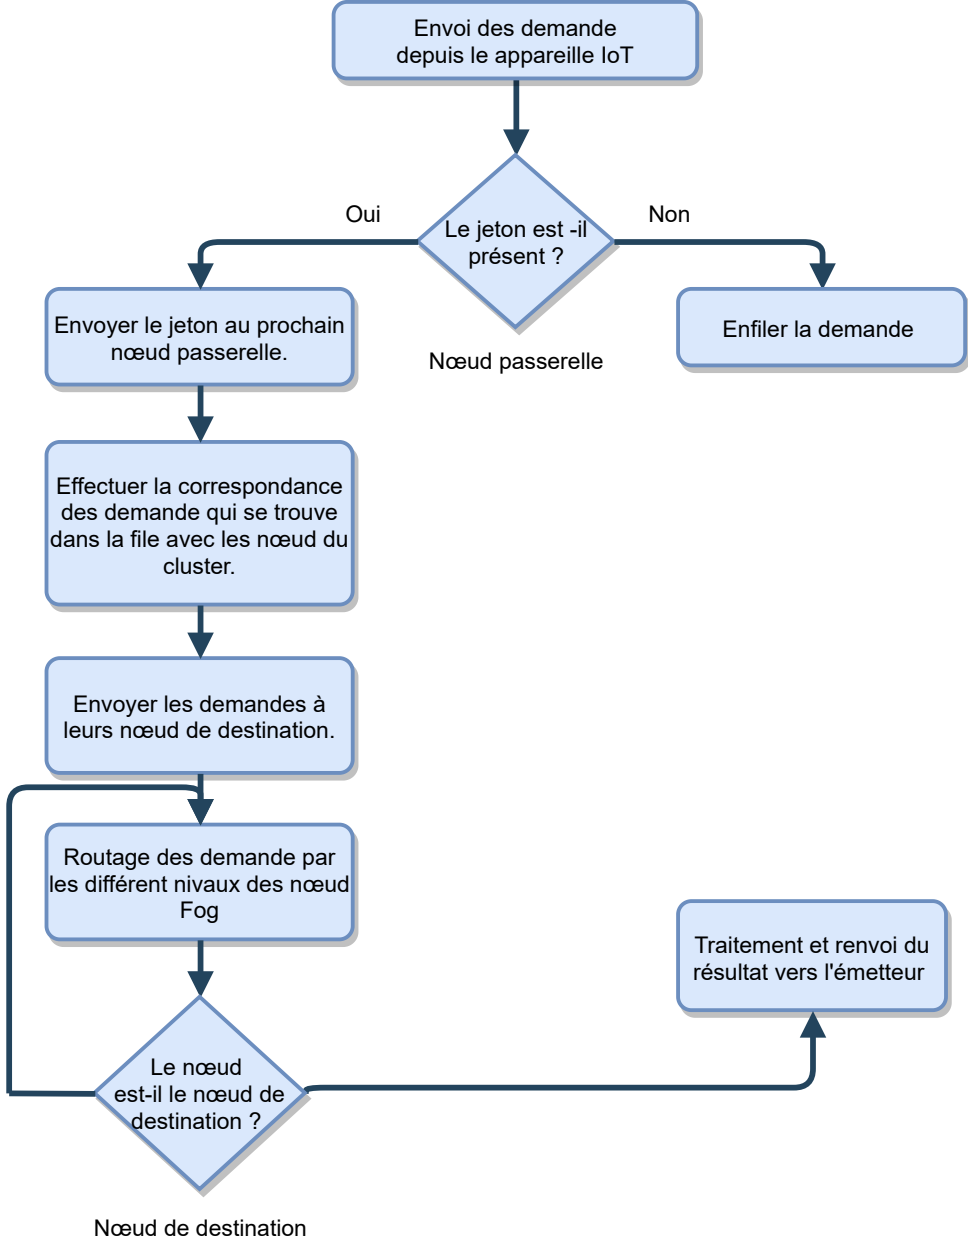 Envoi des demande
depuis le appareille IoT
Oui
Non
Le jeton est -il
présent ?
Nœud passerelle
Envoyer le jeton au prochain
nœud passerelle.
Enfiler la demande
Effectuer la correspondance
des demande qui se trouve
dans la file avec les nœud du
cluster.
Envoyer les demandes à
leurs nœud de destination.
Routage des demande par
les différent nivaux des nœud
Fog
Traitement et renvoi du
résultat vers l'émetteur
Le nœud
est-il le nœud de
destination ?
Nœud de destination